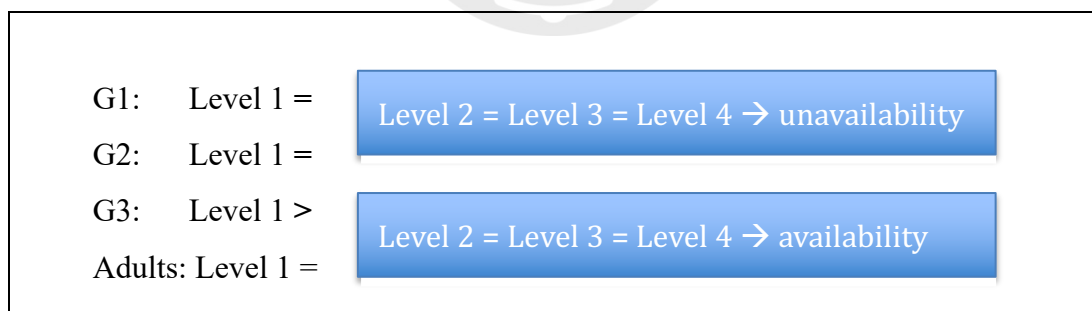 G1: Level 1 =
Level 2 = Level 3 = Level 4 → unavailability
G2: Level 1 =
G3: Level 1 >
Level 2 = Level 3 = Level 4 → availability
Adults: Level 1 =